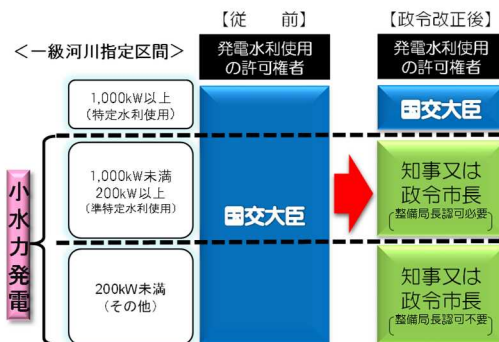 【従　　前】
【政令改正後】
＜一級河川指定区間＞
発電水利使用
の許可権者
発電水利使用
の許可権者
1,000kW以上
（特定水利使用）
国交大臣
小水力発電
1,000kW未満
200kW以上
（準特定水利使用）
国交大臣
知事又は
政令市長
（整備局長認可必要）
200kW未満
（その他）
知事又は
政令市長
（整備局長認可不要）